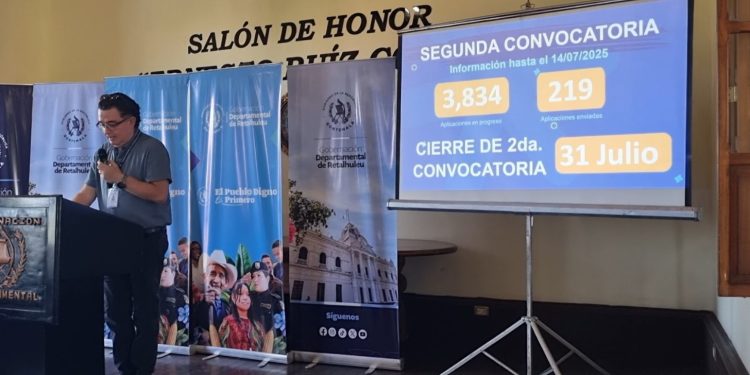 SALÓN DE HONOR
SEGUNDA CONVOCATORIA
Información hasta el 14/07/2025
3,834
Aplicaciones en progreso
219
Aplicaciones enviadas
CIERRE DE 2da.
CONVOCATORIA
31 Julio
Gobernación
Departamental
de Retalhuleu
Gobernación
Departamental
de Retalhuleu
El Pueblo Digno
Es Primero
Gobernación
Departamental
de Retalhuleu
Síguenos